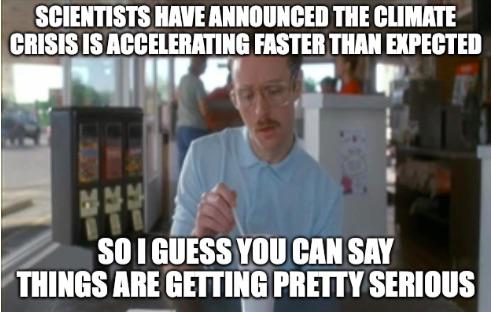 SCIENTISTS HAVE ANNOUNCED THE CLIMATE
CRISIS IS ACCELERATING FASTER THAN EXPECTED
SO I GUESS YOU CAN SAY
THINGS ARE GETTING PRETTY SERIOUS